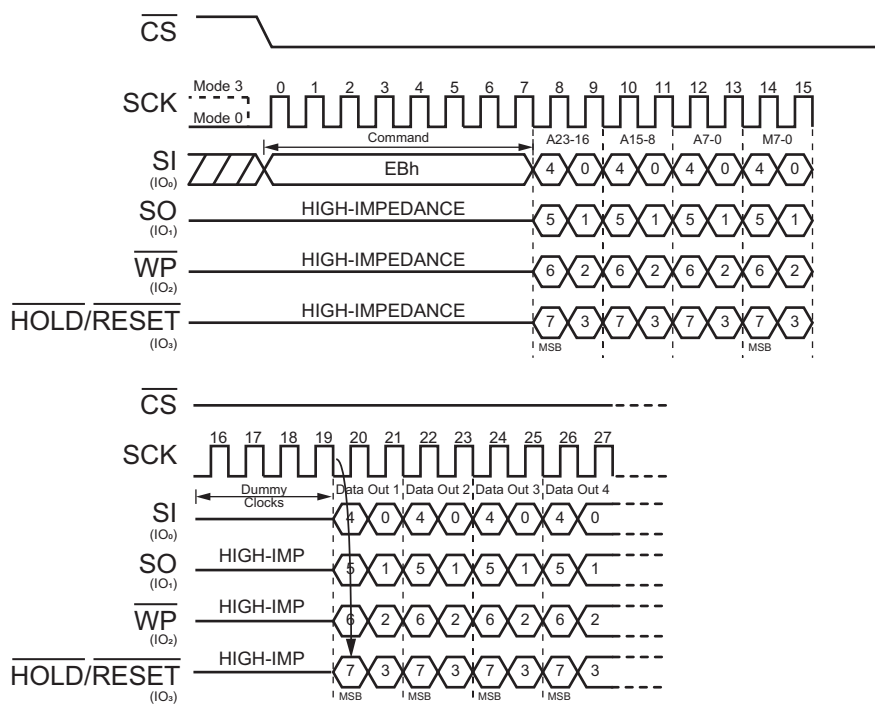 CS
Mode 3
SCK
Mode 0
0 1 2 3 4 5 6 7 8 9 10 11 12 13 14 15
Command
A23-16 A15-8 A7-0 M7-0
SI
(IO₀)
EBh
4 0 4 0 4 0 4 0
SO
(IO₁)
HIGH-IMPEDANCE
5 1 5 1 5 1 5 1
WP
(IO₂)
HIGH-IMPEDANCE
6 2 6 2 6 2 6 2
HOLD/RESET
(IO₃)
HIGH-IMPEDANCE
7 3 7 3 7 3 7 3
MSB MSB
CS
SCK
16 17 18 19 20 21 22 23 24 25 26 27
Dummy
Clocks
Data Out 1 Data Out 2 Data Out 3 Data Out 4
SI
(IO₀)
4 0 4 0 4 0 4 0
SO
(IO₁)
HIGH-IMP
5 1 5 1 5 1 5 1
WP
(IO₂)
HIGH-IMP
6 2 6 2 6 2 6 2
HOLD/RESET
(IO₃)
HIGH-IMP
7 3 7 3 7 3 7 3
MSB MSB MSB MSB